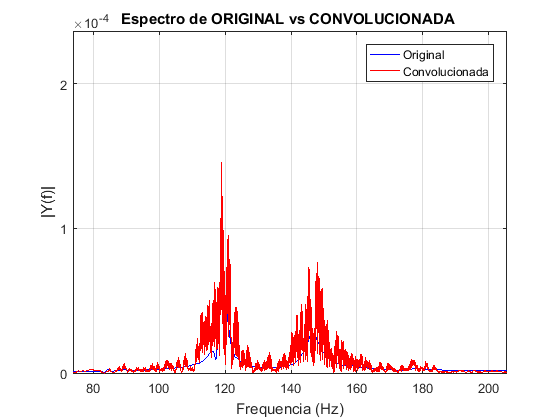 Espectro de ORIGINAL vs CONVOLUCIONADA
×10⁻⁴
Original
Convolucionada
2
1
0
|Y(f)|
80 100 120 140 160 180 200
Frequencia (Hz)